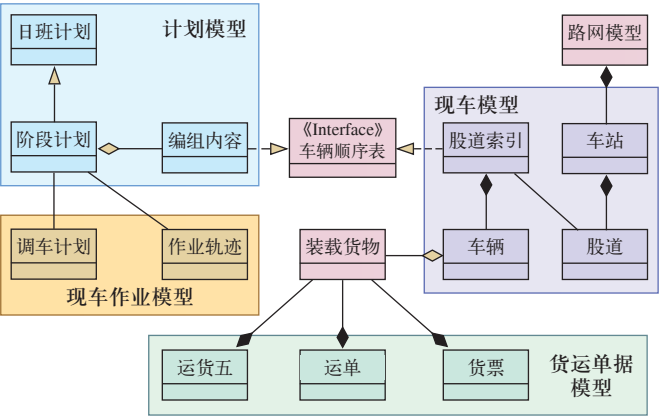 日班计划
计划模型
路网模型
现车模型
阶段计划
编组内容
《Interface》
车辆顺序表
股道索引
车站
调车计划
作业轨迹
装载货物
车辆
股道
现车作业模型
运货五
运单
货票
货运单据
模型